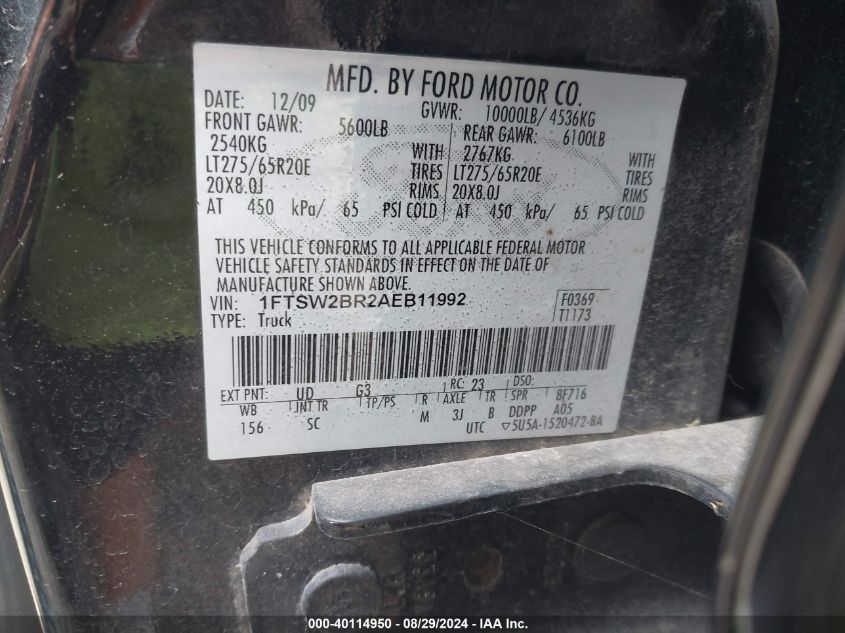 MFD. BY FORD MOTOR CO.
DATE: 12/09 GVWR: 10000LB/ 4536KG
FRONT GAWR: 5600LB REAR GAWR: 6100LB
2540KG WITH 2767KG WITH
LT275/65R20E TIRES LT275/65R20E TIRES
20X8.0J RIMS 20X8.0J RIMS
AT 450 kPa/ 65 PSI COLD AT 450 kPa/ 65 PSI COLD
THIS VEHICLE CONFORMS TO ALL APPLICABLE FEDERAL MOTOR
VEHICLE SAFETY STANDARDS IN EFFECT ON THE DATE OF
MANUFACTURE SHOWN ABOVE.
VIN: 1FTSW2BR2AEB11992 F0369
TYPE: Truck T1173
EXT PNT: UD G3 RC: 23 DSO:
WB INT TR TP/PS R AXLE TR SPR 8F716
156 SC M 3J B DDPP A05
UTC ▽5U5A-1520472-BA
000-40114950 - 08/29/2024 - IAA Inc.